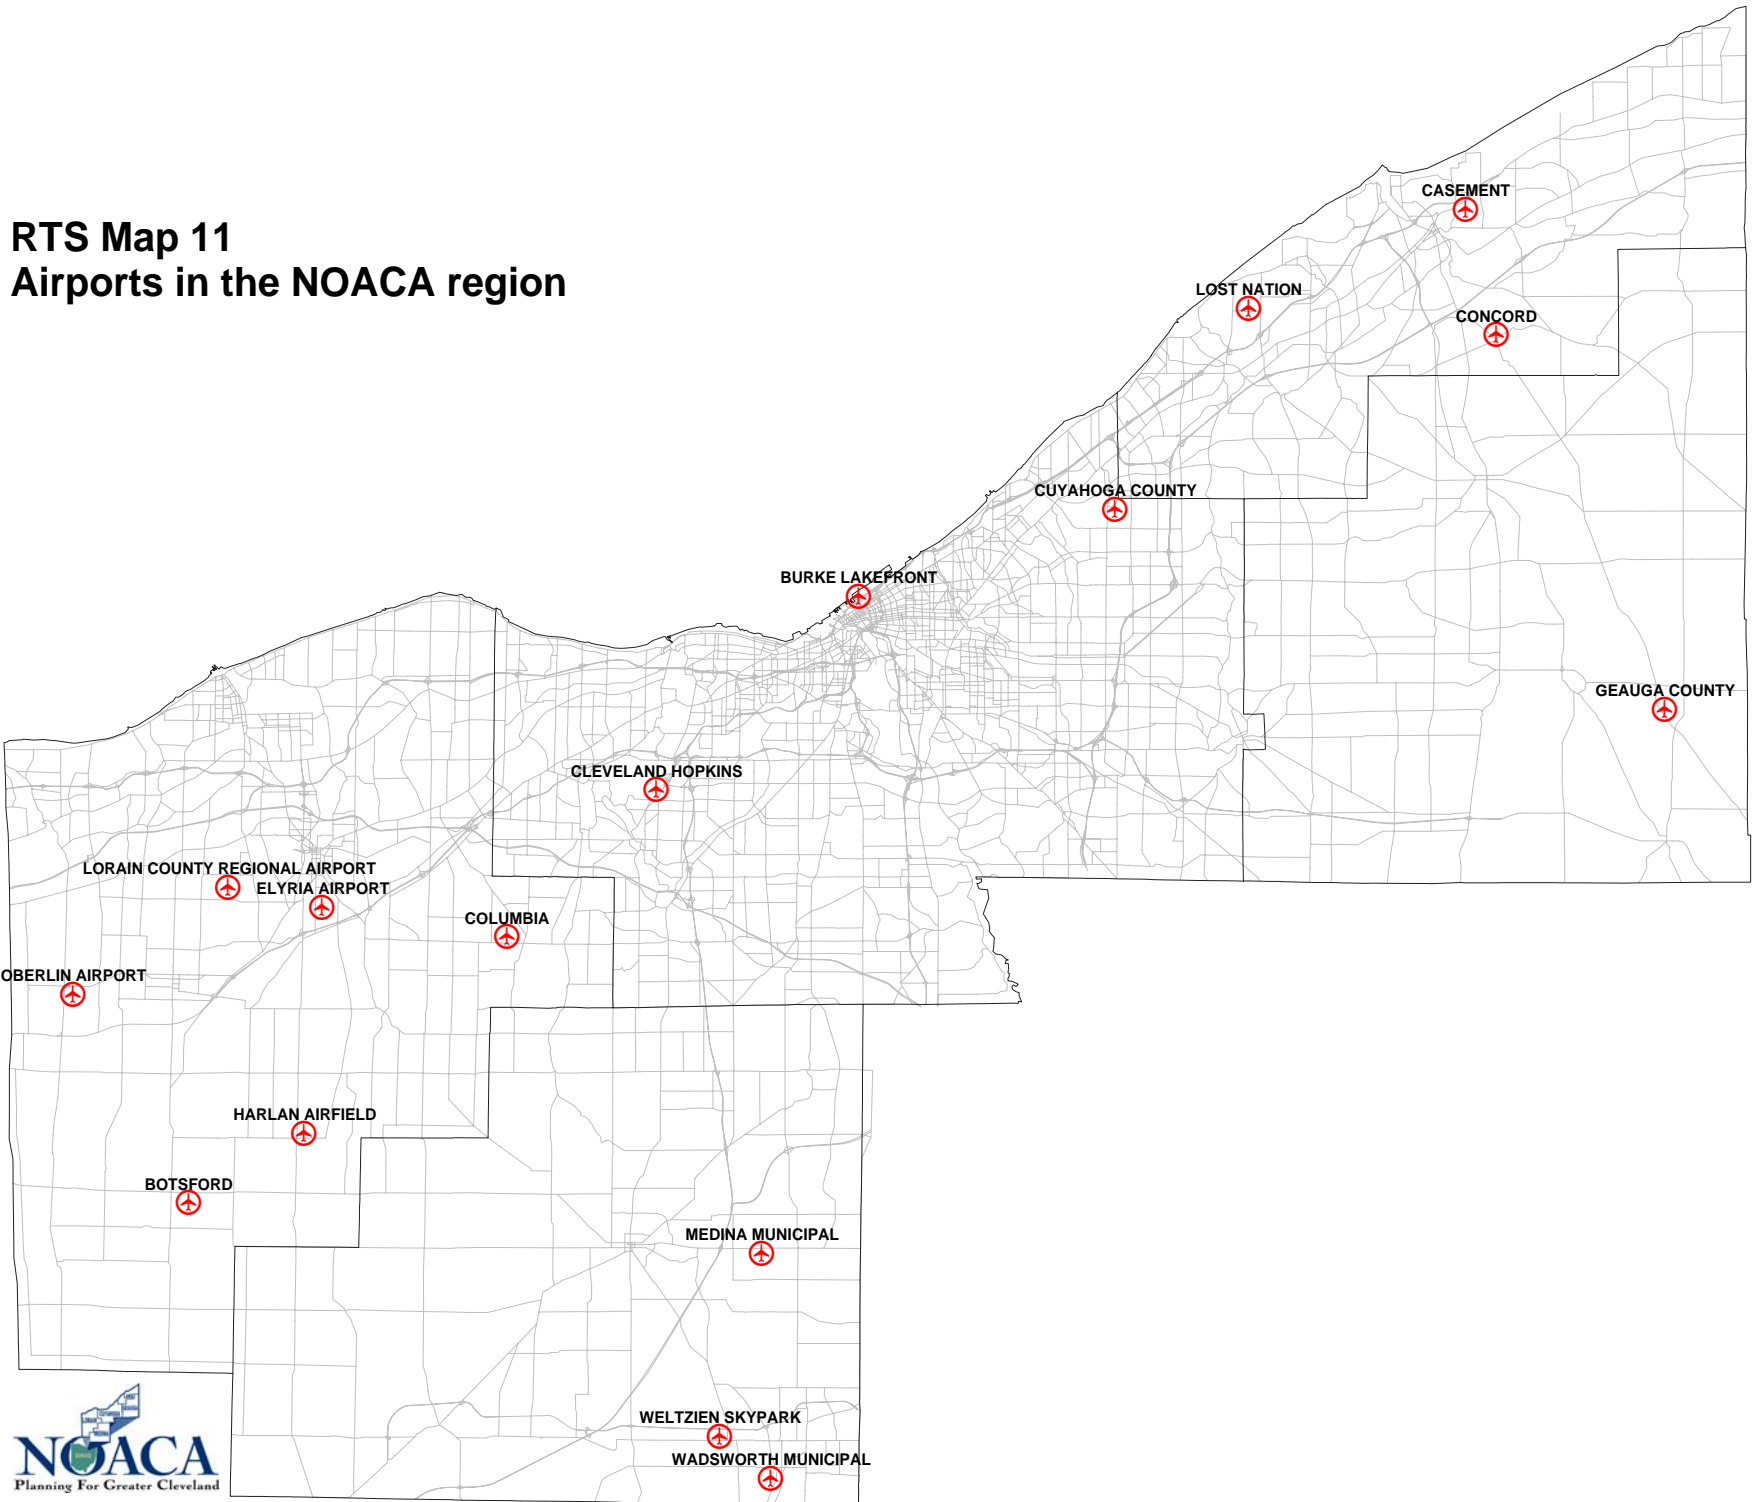 RTS Map 11
Airports in the NOACA region
CASEMENT
LOST NATION
CONCORD
CUYAHOGA COUNTY
BURKE LAKEFRONT
GEAUGA COUNTY
CLEVELAND HOPKINS
LORAIN COUNTY REGIONAL AIRPORT
ELYRIA AIRPORT
COLUMBIA
OBERLIN AIRPORT
HARLAN AIRFIELD
BOTSFORD
MEDINA MUNICIPAL
WELTZIEN SKYPARK
WADSWORTH MUNICIPAL
NOACA
Planning For Greater Cleveland